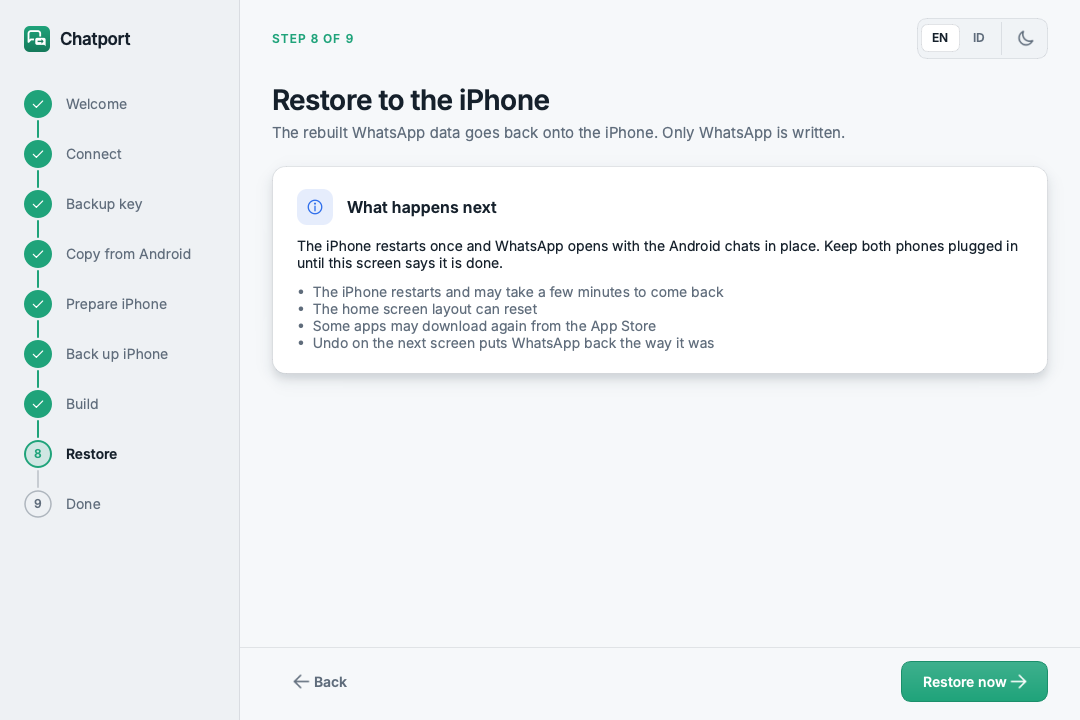 Chatport
Welcome
Connect
Backup key
Copy from Android
Prepare iPhone
Back up iPhone
Build
8 Restore
9 Done
STEP 8 OF 9
EN ID
Restore to the iPhone
The rebuilt WhatsApp data goes back onto the iPhone. Only WhatsApp is written.
What happens next
The iPhone restarts once and WhatsApp opens with the Android chats in place. Keep both phones plugged in
until this screen says it is done.
• The iPhone restarts and may take a few minutes to come back
• The home screen layout can reset
• Some apps may download again from the App Store
• Undo on the next screen puts WhatsApp back the way it was
Back
Restore now